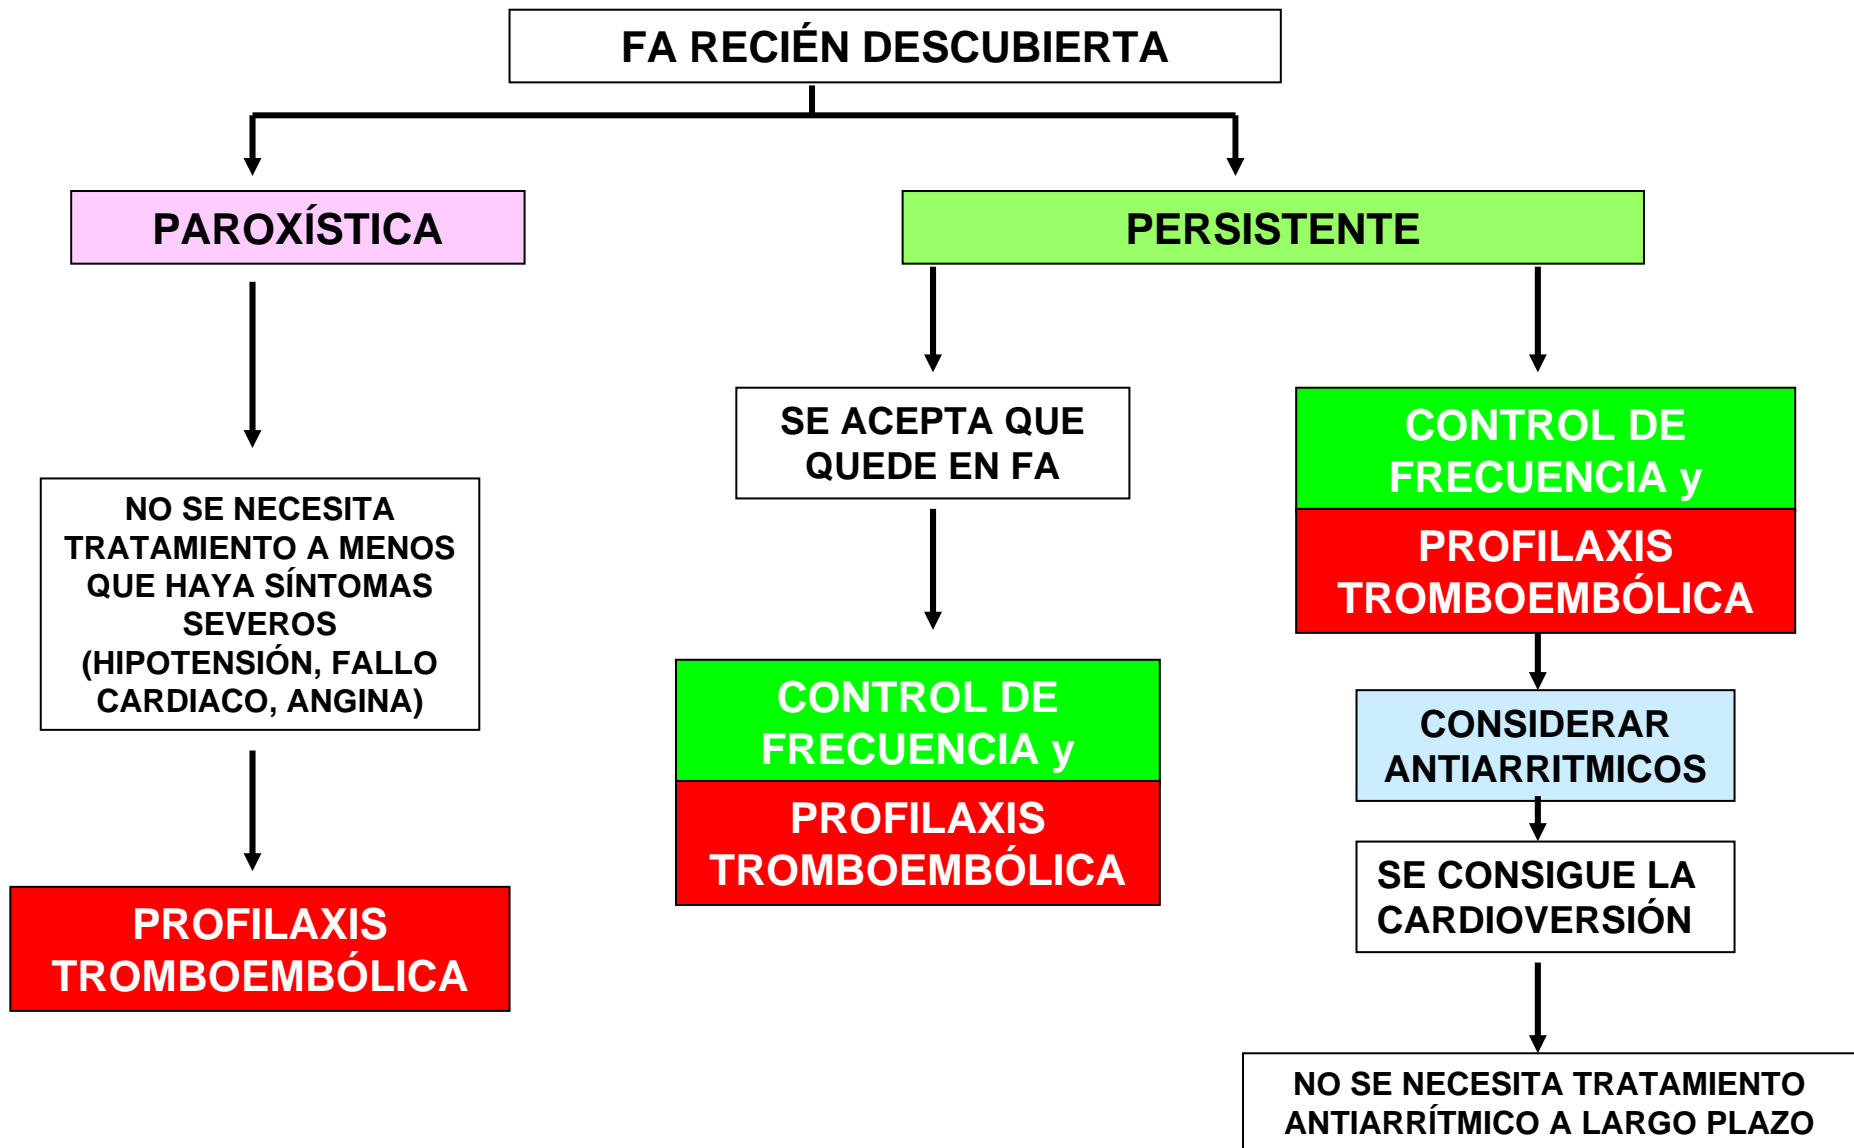 FA RECIÉN DESCUBIERTA
PAROXÍSTICA
PERSISTENTE
NO SE NECESITA
TRATAMIENTO A MENOS
QUE HAYA SÍNTOMAS
SEVEROS
(HIPOTENSIÓN, FALLO
CARDIACO, ANGINA)
PROFILAXIS
TROMBOEMBÓLICA
SE ACEPTA QUE
QUEDE EN FA
CONTROL DE
FRECUENCIA y
PROFILAXIS
TROMBOEMBÓLICA
CONTROL DE
FRECUENCIA y
PROFILAXIS
TROMBOEMBÓLICA
CONSIDERAR
ANTIARRITMICOS
SE CONSIGUE LA
CARDIOVERSIÓN
NO SE NECESITA TRATAMIENTO
ANTIARRÍTMICO A LARGO PLAZO